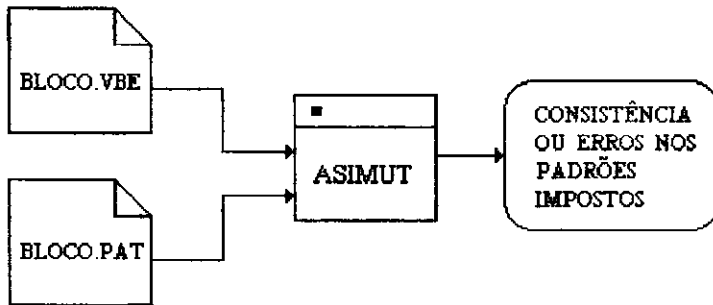 BLOCO.VBE
BLOCO.PAT
ASIMUT
CONSISTÊNCIA
OU ERROS NOS
PADRÕES
IMPOSTOS